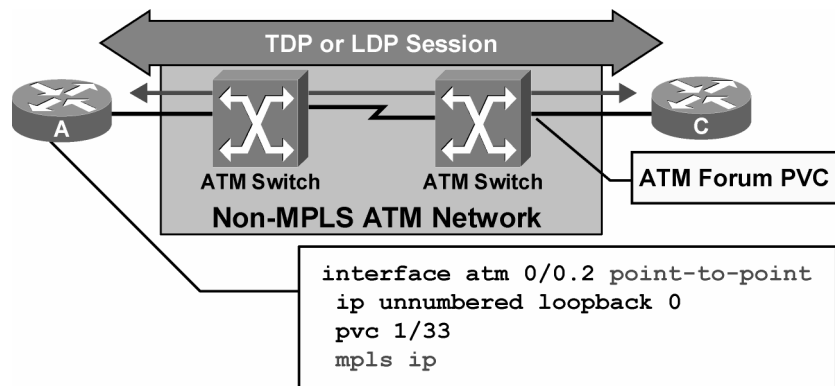 TDP or LDP Session
A
C
ATM Switch
ATM Switch
ATM Forum PVC
Non-MPLS ATM Network
interface atm 0/0.2 point-to-point
ip unnumbered loopback 0
pvc 1/33
mpls ip